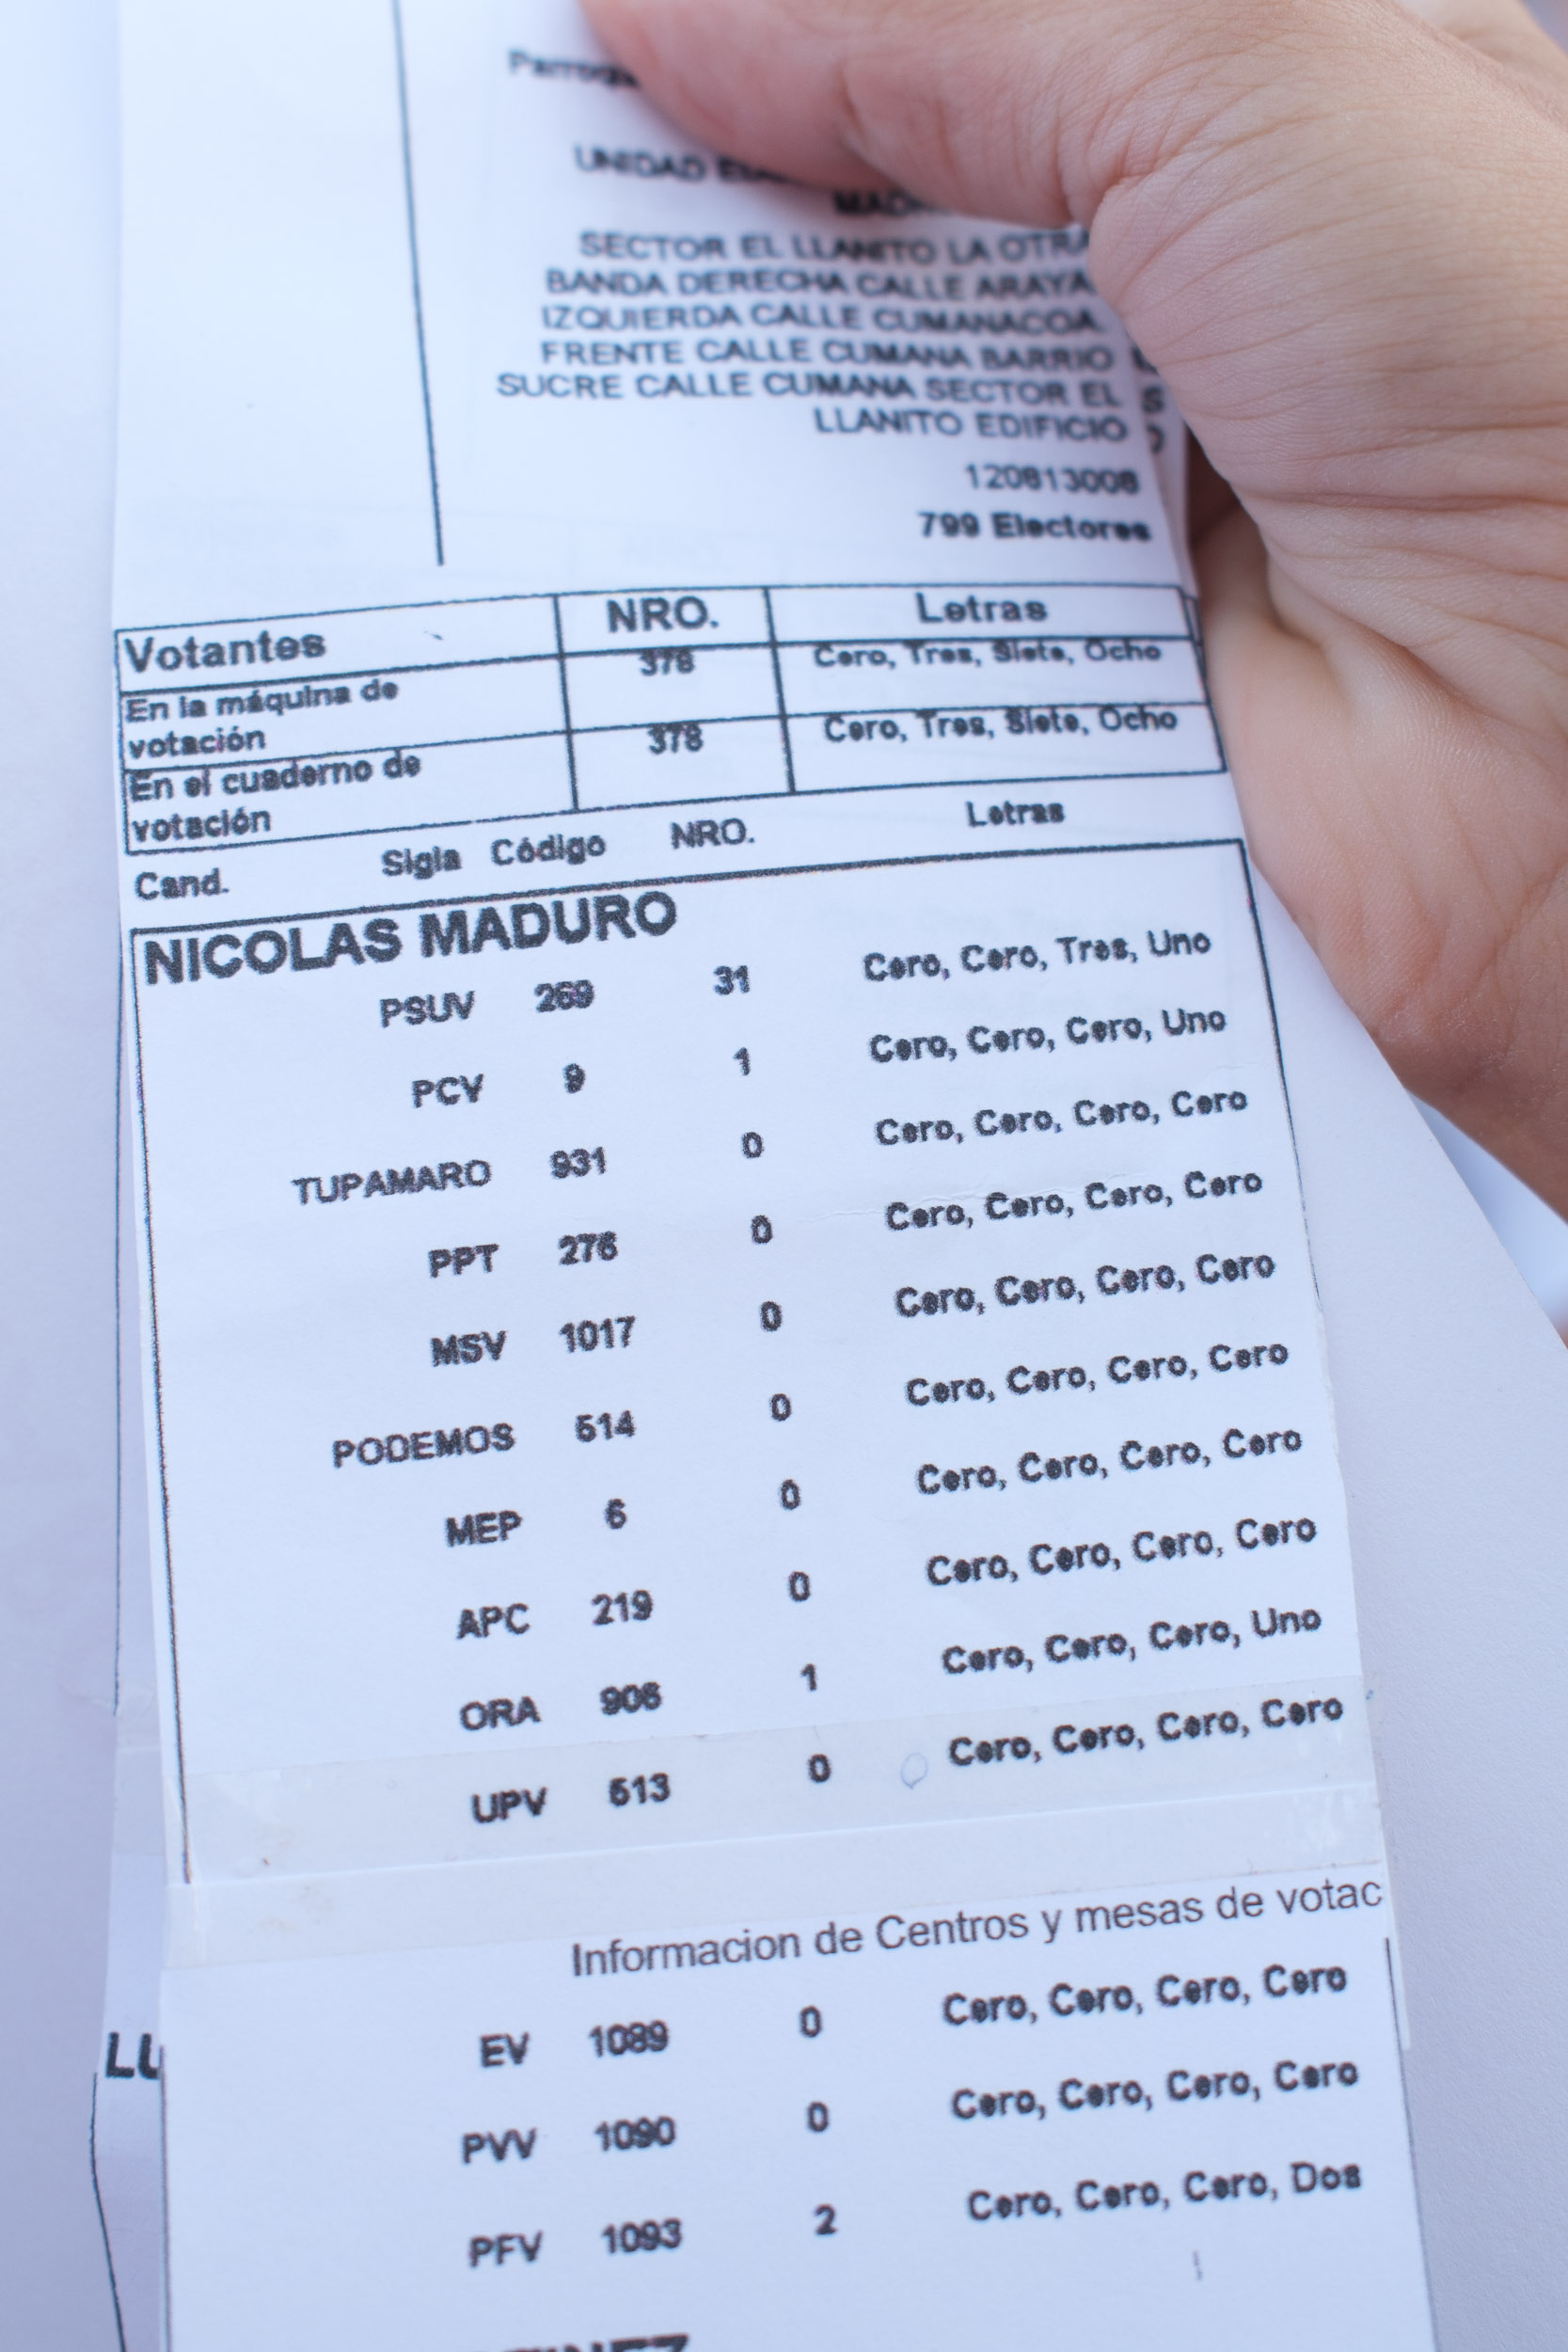 UNIDAD
SECTOR EL LLANITO LA OTRA
BANDA DERECHA CALLE ARAYA.
IZQUIERDA CALLE CUMANACOA.
FRENTE CALLE CUMANA BARRIO
SUCRE CALLE CUMANA SECTOR EL
LLANITO EDIFICIO
120813008
799 Electores
Votantes NRO. Letras
En la máquina de votación 378 Cero, Tres, Siete, Ocho
En el cuaderno de votación 378 Cero, Tres, Siete, Ocho
Cand. Sigla Código NRO. Letras
NICOLAS MADURO
PSUV 269 31 Cero, Cero, Tres, Uno
PCV 9 1 Cero, Cero, Cero, Uno
TUPAMARO 931 0 Cero, Cero, Cero, Cero
PPT 276 0 Cero, Cero, Cero, Cero
MSV 1017 0 Cero, Cero, Cero, Cero
PODEMOS 514 0 Cero, Cero, Cero, Cero
MEP 6 0 Cero, Cero, Cero, Cero
APC 219 0 Cero, Cero, Cero, Cero
ORA 906 1 Cero, Cero, Cero, Uno
UPV 513 0 Cero, Cero, Cero, Cero
Informacion de Centros y mesas de votac
EV 1089 0 Cero, Cero, Cero, Cero
LU
PVV 1090 0 Cero, Cero, Cero, Cero
PFV 1093 2 Cero, Cero, Cero, Dos